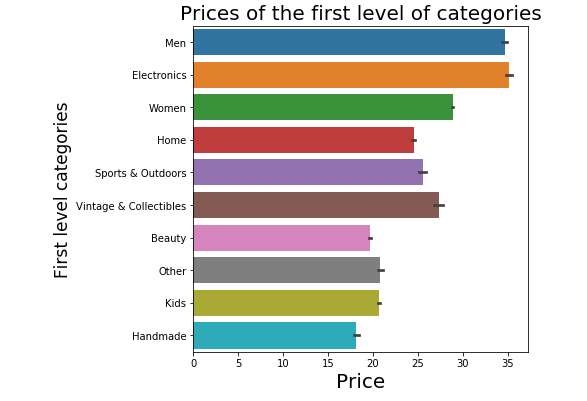 Prices of the first level of categories
Men
Electronics
Women
Home
Sports & Outdoors
Vintage & Collectibles
Beauty
Other
Kids
Handmade
First level categories
0 5 10 15 20 25 30 35
Price